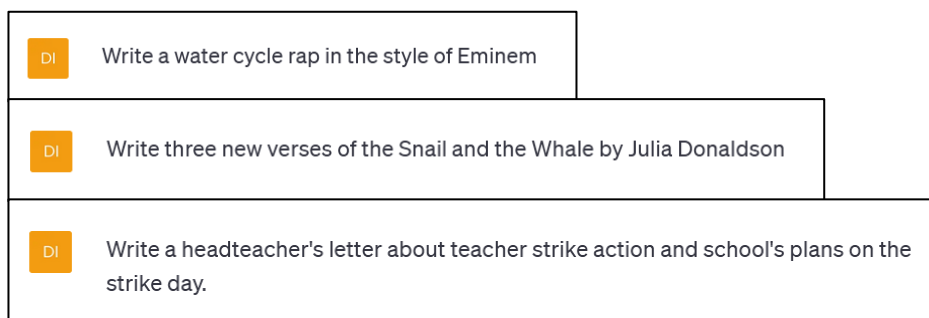 DI Write a water cycle rap in the style of Eminem
DI Write three new verses of the Snail and the Whale by Julia Donaldson
DI Write a headteacher's letter about teacher strike action and school's plans on the
strike day.